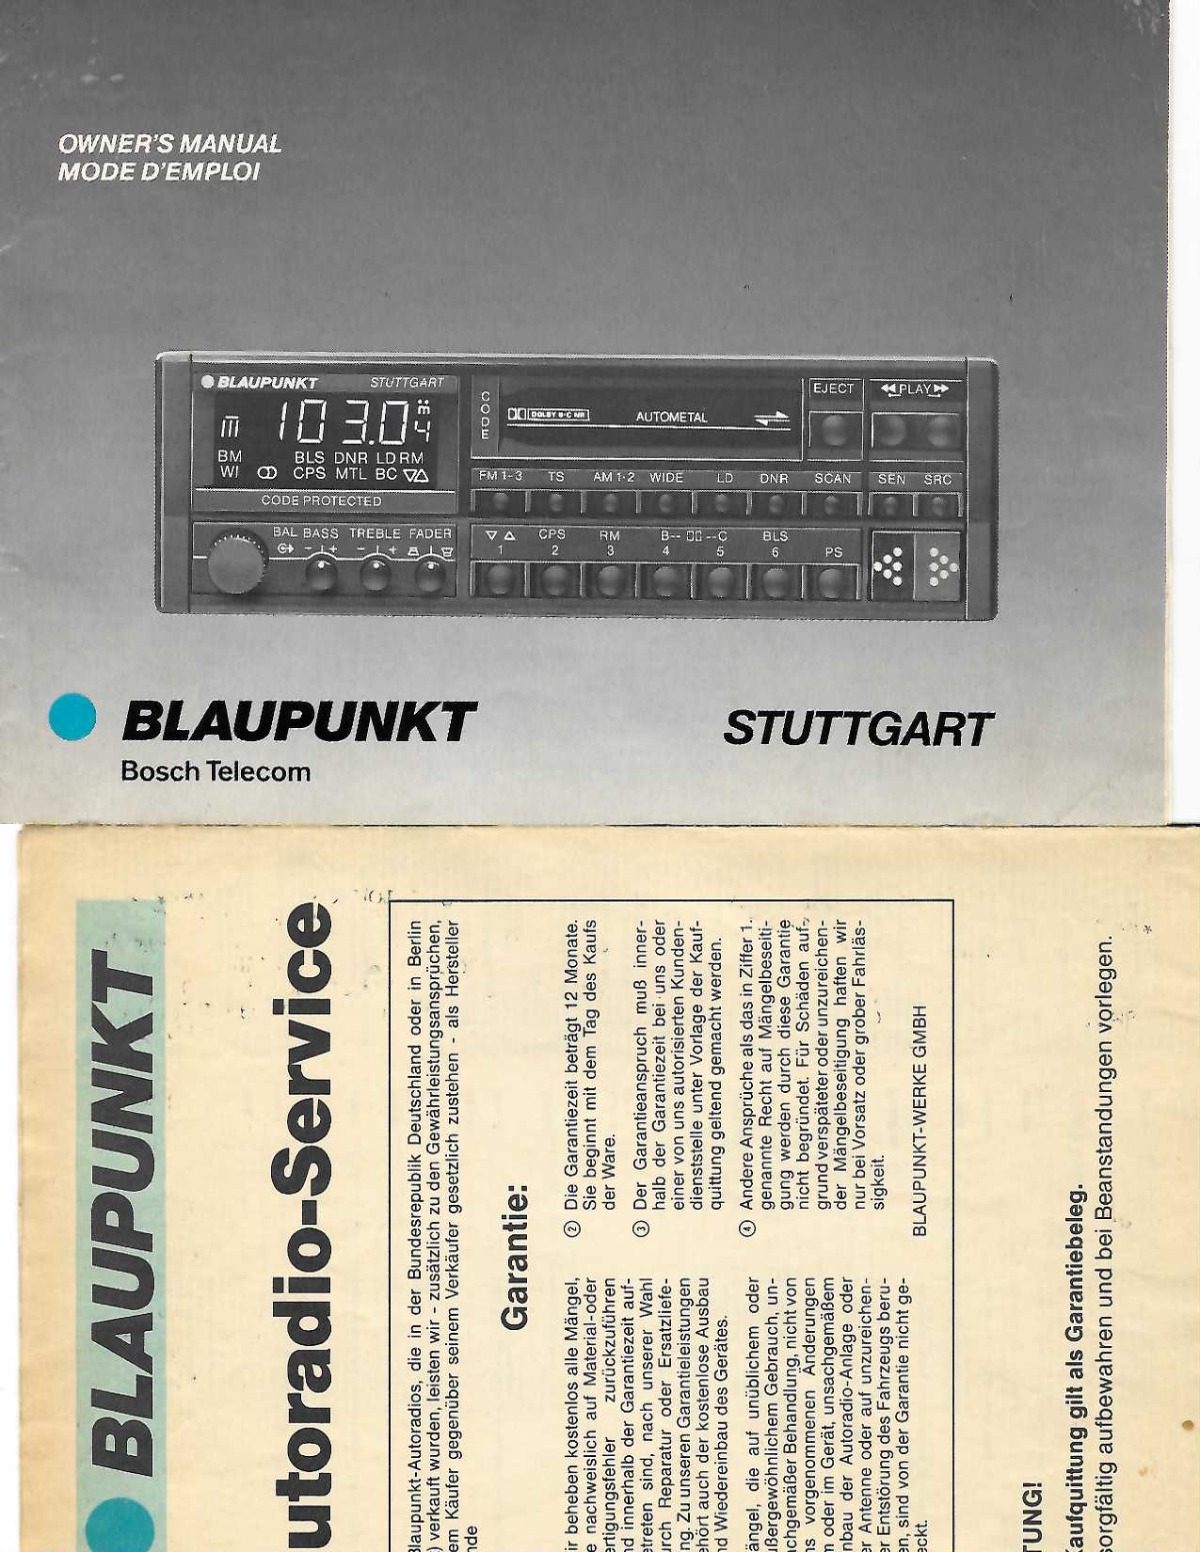 OWNER'S MANUAL
MODE D'EMPLOI
BLAUPUNKT STUTTGART
m 103.0 m 4
BM BLS DNR LD RM
W! CPS MTL BC
CODE PROTECTED
CODE
DOLBY B-C NR AUTOMETAL
EJECT PLAY
FM 1-3 TS AM 1-2 WIDE LD DNR SCAN SEN SRC
BAL BASS TREBLE FADER
- + - +
CPS RM B-- --C BLS
1 2 3 4 5 6 PS
BLAUPUNKT STUTTGART
Bosch Telecom
BLAUPUNKT
utoradio-Service
Blaupunkt-Autoradios, die in der Bundesrepublik Deutschland oder in Berlin
) verkauft wurden, leisten wir - zusätzlich zu den Gewährleistungsansprüchen,
em Käufer gegenüber seinem Verkäufer gesetzlich zustehen - als Hersteller
nde
Garantie:
ir beheben kostenlos alle Mängel,
e nachweislich auf Material-oder
ertigungsfehler zurückzuführen
nd innerhalb der Garantiezeit auf-
etreten sind, nach unserer Wahl
urch Reparatur oder Ersatzliefe-
ng. Zu unseren Garantieleistungen
ehört auch der kostenlose Ausbau
nd Wiedereinbau des Gerätes.
ängel, die auf unüblichem oder
ußergewöhnlichem Gebrauch, un-
achgemäßer Behandlung, nicht von
ns vorgenommenen Änderungen
m oder im Gerät, unsachgemäßem
nbau der Autoradio-Anlage oder
er Antenne oder auf unzureichen-
er Entstörung des Fahrzeugs beru-
en, sind von der Garantie nicht ge-
eckt.
② Die Garantiezeit beträgt 12 Monate.
Sie beginnt mit dem Tag des Kaufs
der Ware.
③ Der Garantieanspruch muß inner-
halb der Garantiezeit bei uns oder
einer von uns autorisierten Kunden-
dienststelle unter Vorlage der Kauf-
quittung geltend gemacht werden.
④ Andere Ansprüche als das in Ziffer 1.
genannte Recht auf Mängelbeseiti-
gung werden durch diese Garantie
nicht begründet. Für Schäden auf-
grund verspäteter oder unzureichen-
der Mängelbeseitigung haften wir
nur bei Vorsatz oder grober Fahrläs-
sigkeit.
BLAUPUNKT-WERKE GMBH
TUNG!
Kaufquittung gilt als Garantiebeleg.
sorgfältig aufbewahren und bei Beanstandungen vorlegen.